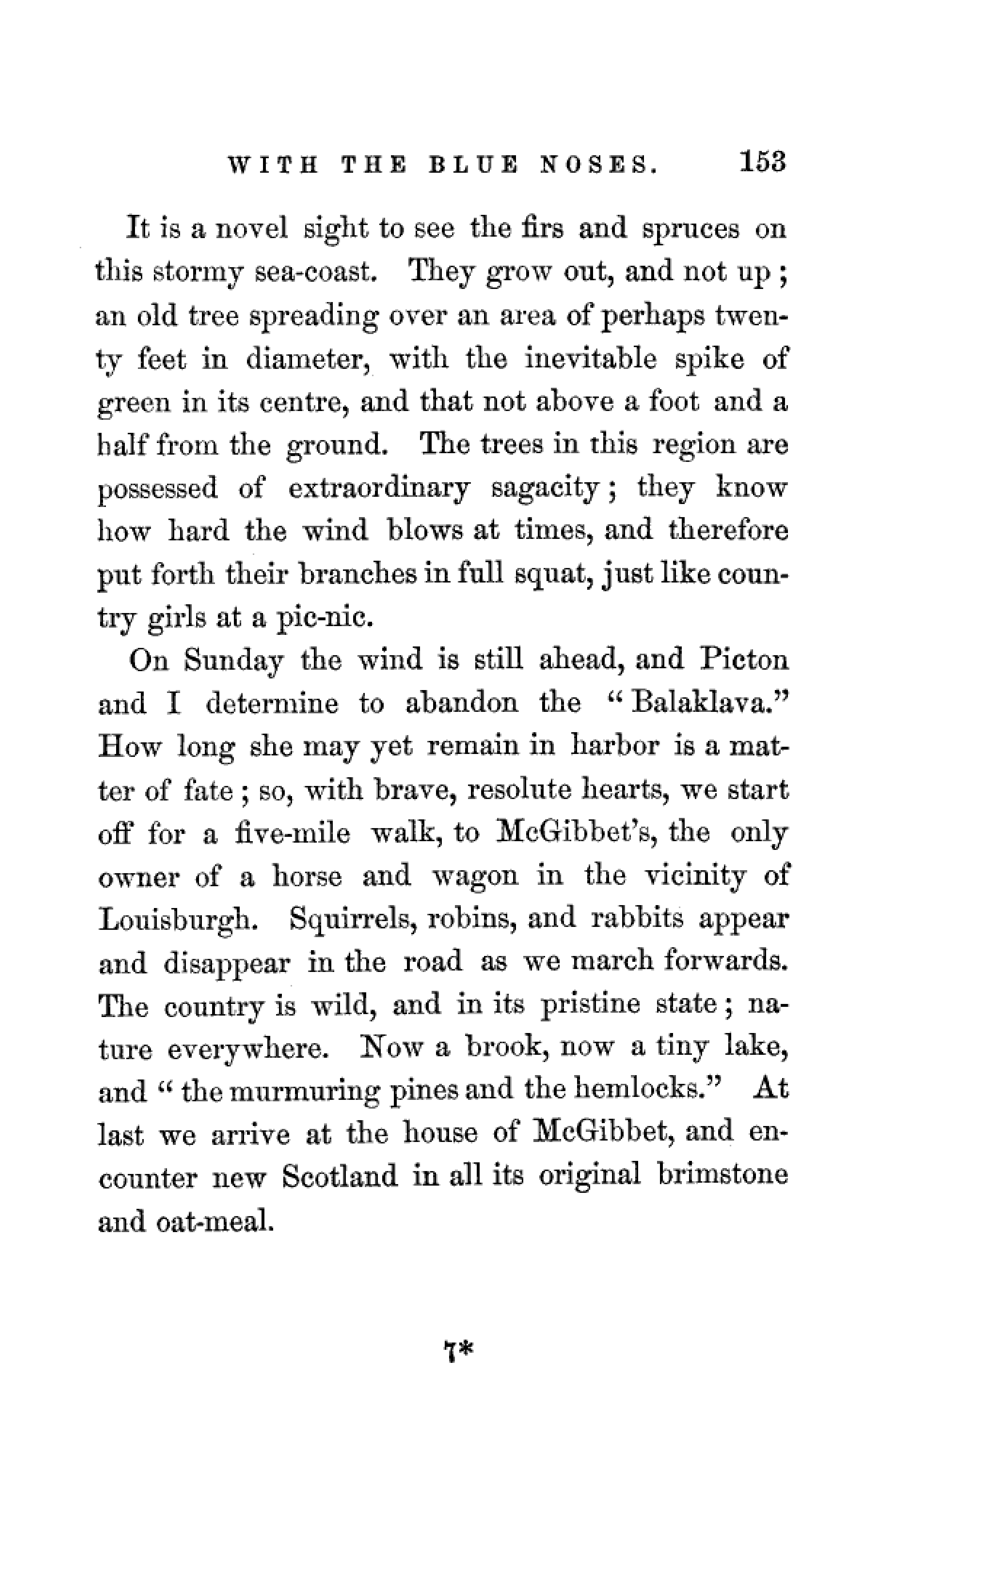 WITH THE BLUE NOSES. 153
It is a novel sight to see the firs and spruces on
this stormy sea-coast. They grow out, and not up ;
an old tree spreading over an area of perhaps twen-
ty feet in diameter, with the inevitable spike of
green in its centre, and that not above a foot and a
half from the ground. The trees in this region are
possessed of extraordinary sagacity ; they know
how hard the wind blows at times, and therefore
put forth their branches in full squat, just like coun-
try girls at a pic-nic.
On Sunday the wind is still ahead, and Picton
and I determine to abandon the “ Balaklava.”
How long she may yet remain in harbor is a mat-
ter of fate ; so, with brave, resolute hearts, we start
off for a five-mile walk, to McGibbet’s, the only
owner of a horse and wagon in the vicinity of
Louisburgh. Squirrels, robins, and rabbits appear
and disappear in the road as we march forwards.
The country is wild, and in its pristine state ; na-
ture everywhere. Now a brook, now a tiny lake,
and “ the murmuring pines and the hemlocks.” At
last we arrive at the house of McGibbet, and en-
counter new Scotland in all its original brimstone
and oat-meal.
7*